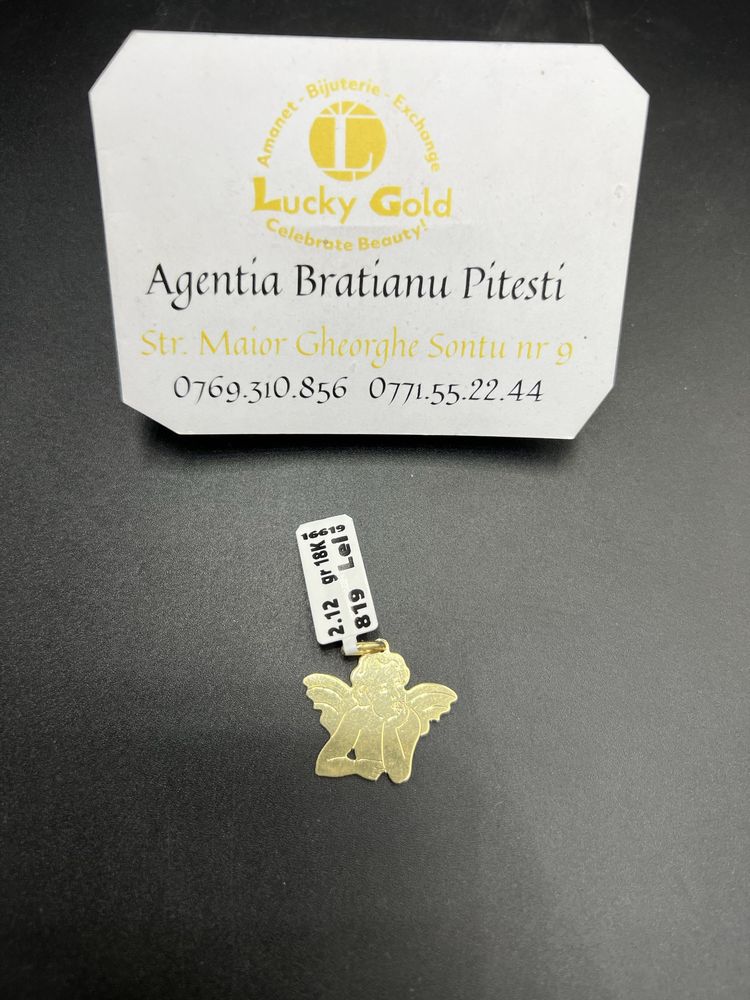 Amanet - Bijuterie - Exchange
L
Lucky Gold
Celebrate Beauty!
Agentia Bratianu Pitesti
Str. Maior Gheorghe Sontu nr 9
0769.310.856 0771.55.22.44
16619
2.12 gr 18K
819 Lei